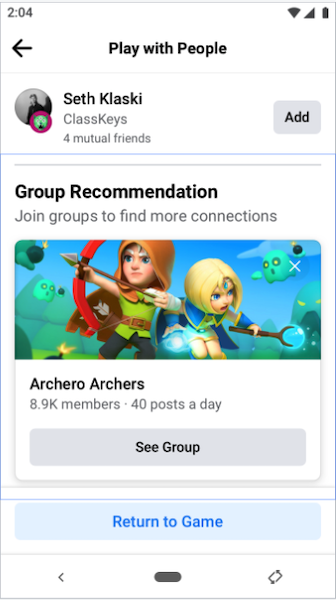 2:04
Play with People
Seth Klaski
ClassKeys
4 mutual friends
Add
Group Recommendation
Join groups to find more connections
Archero Archers
8.9K members · 40 posts a day
See Group
Return to Game